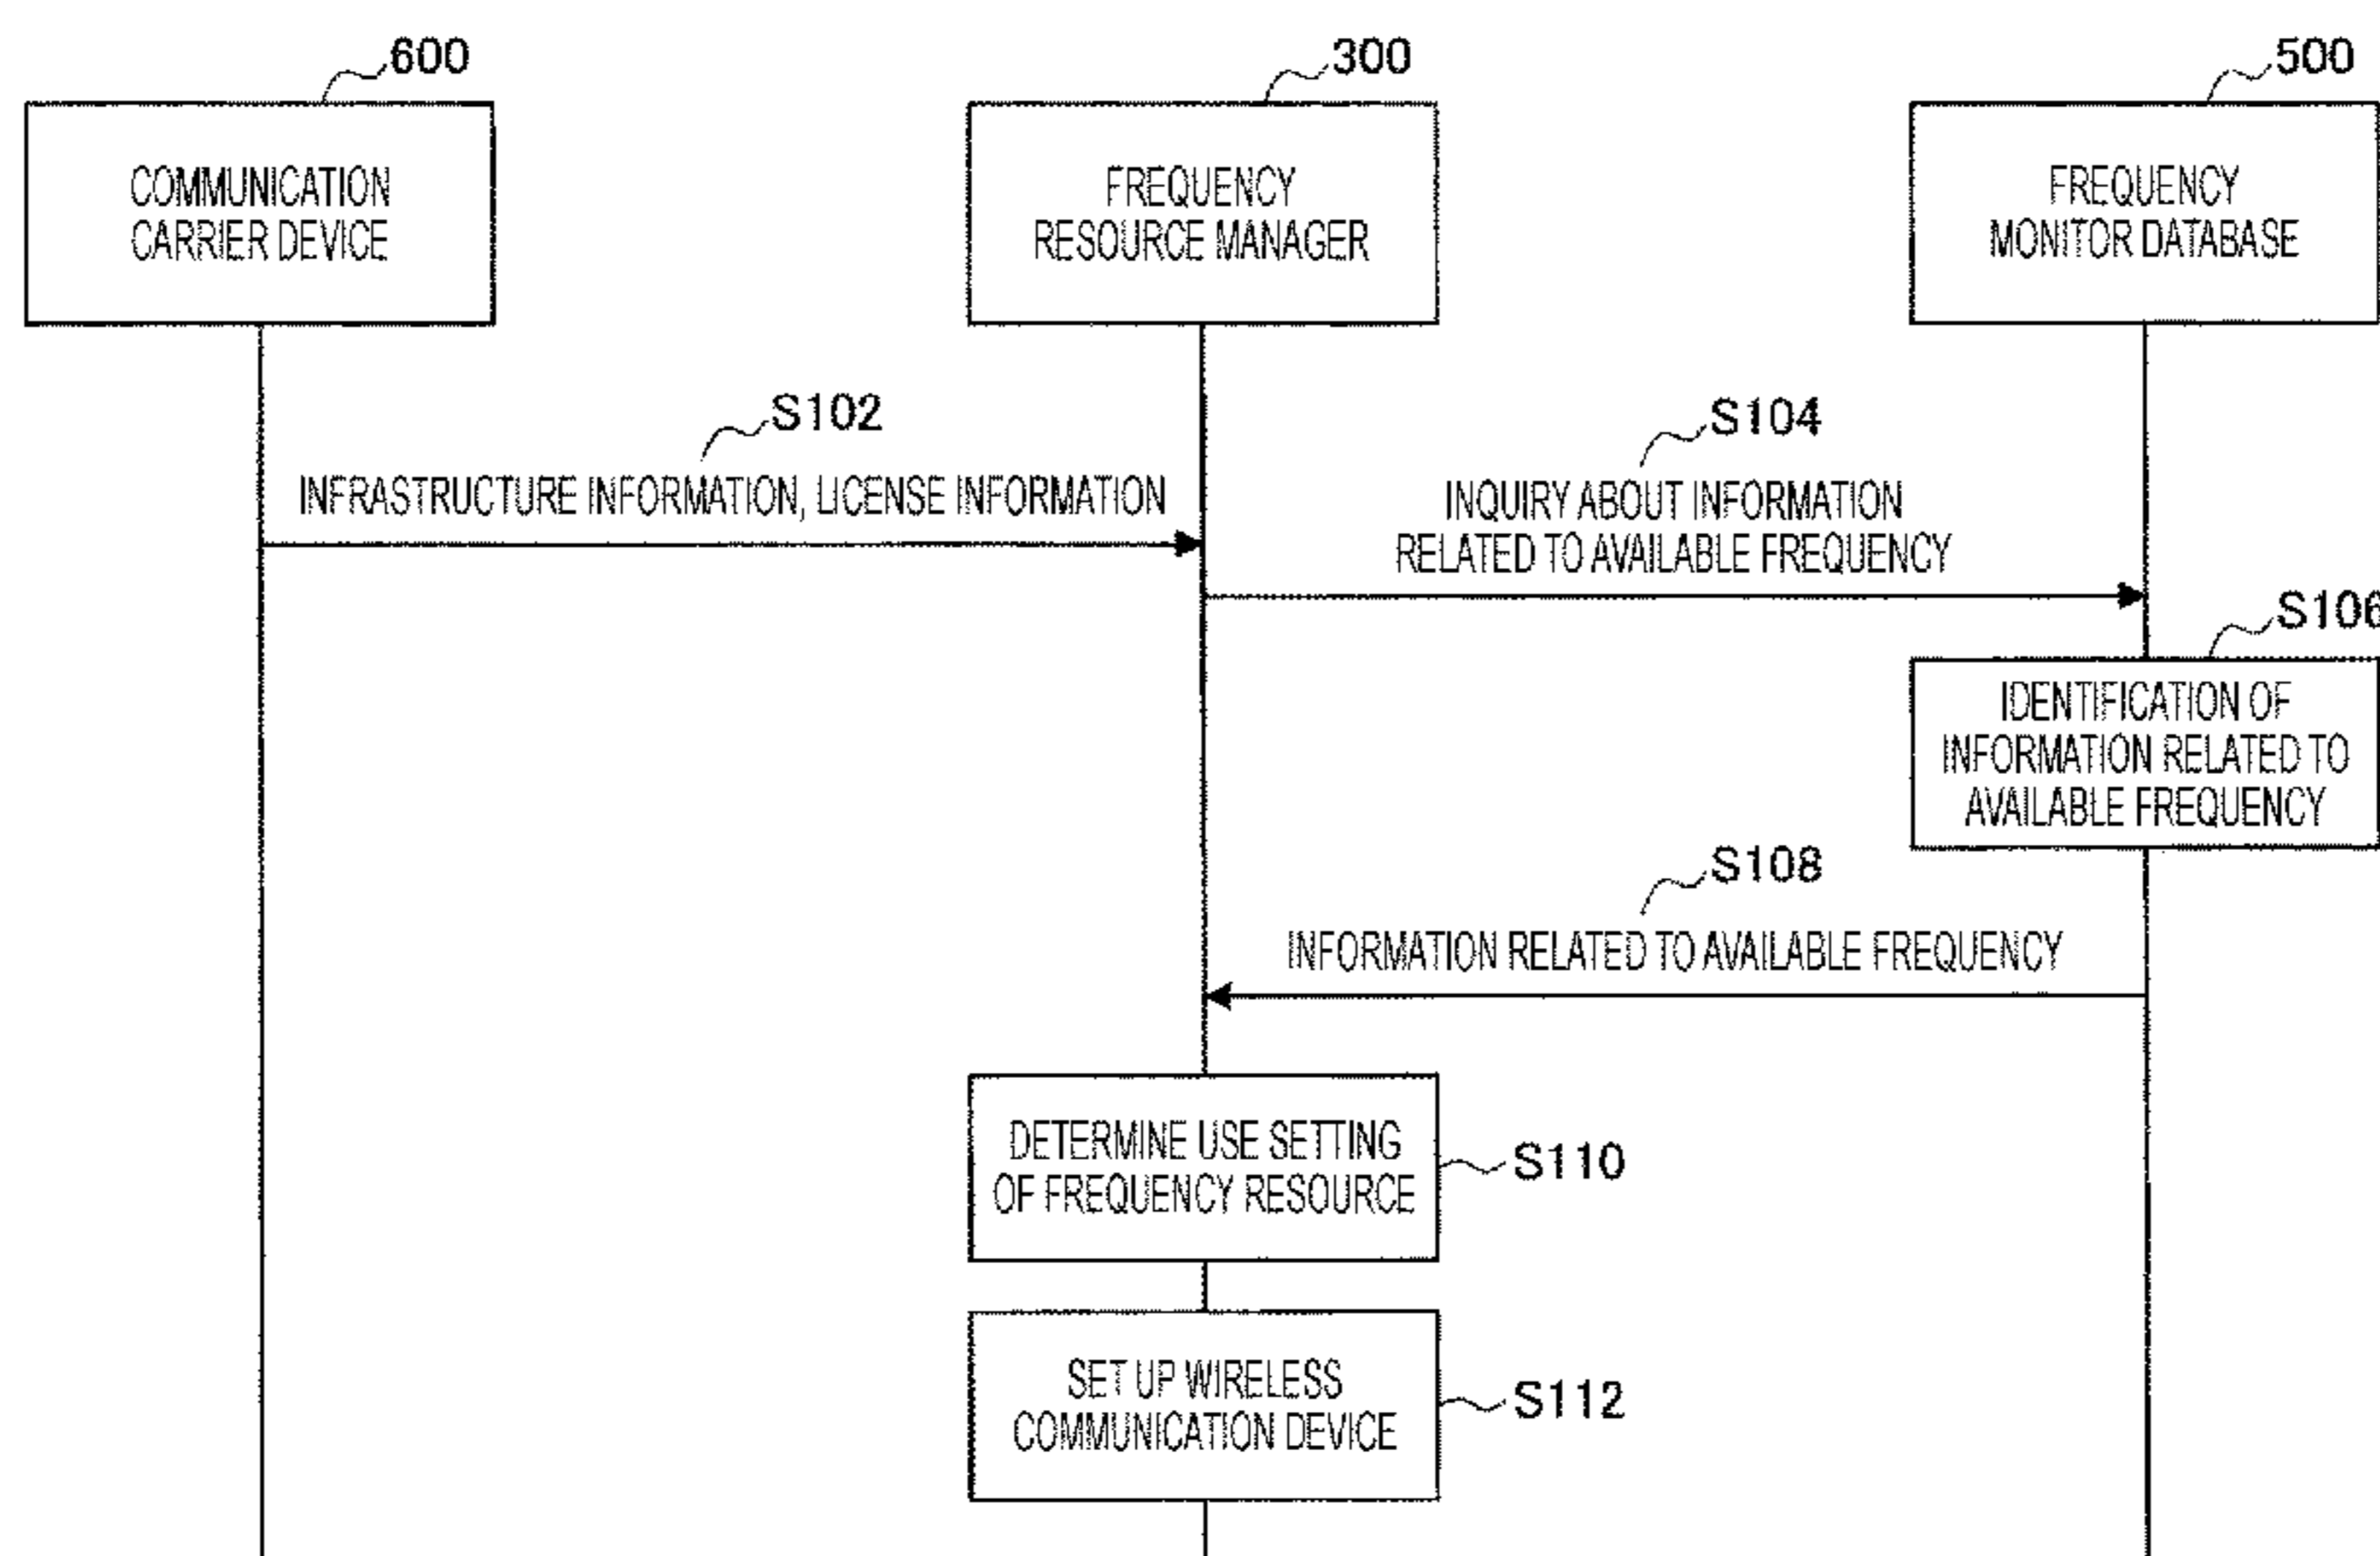 600
300
500
COMMUNICATION
CARRIER DEVICE
FREQUENCY
RESOURCE MANAGER
FREQUENCY
MONITOR DATABASE
S102
INFRASTRUCTURE INFORMATION, LICENSE INFORMATION
S104
INQUIRY ABOUT INFORMATION
RELATED TO AVAILABLE FREQUENCY
S106
IDENTIFICATION OF
INFORMATION RELATED TO
AVAILABLE FREQUENCY
S108
INFORMATION RELATED TO AVAILABLE FREQUENCY
DETERMINE USE SETTING
OF FREQUENCY RESOURCE
S110
SET UP WIRELESS
COMMUNICATION DEVICE
S112